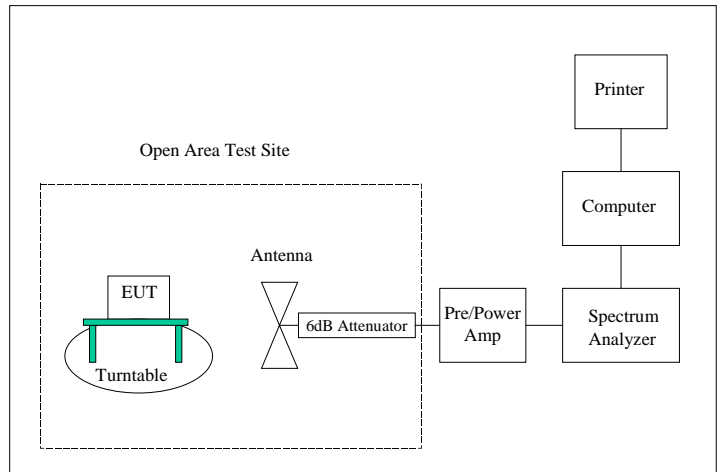 Printer
Open Area Test Site
Computer
Antenna
EUT
6dB Attenuator
Pre/Power
Amp
Spectrum
Analyzer
Turntable